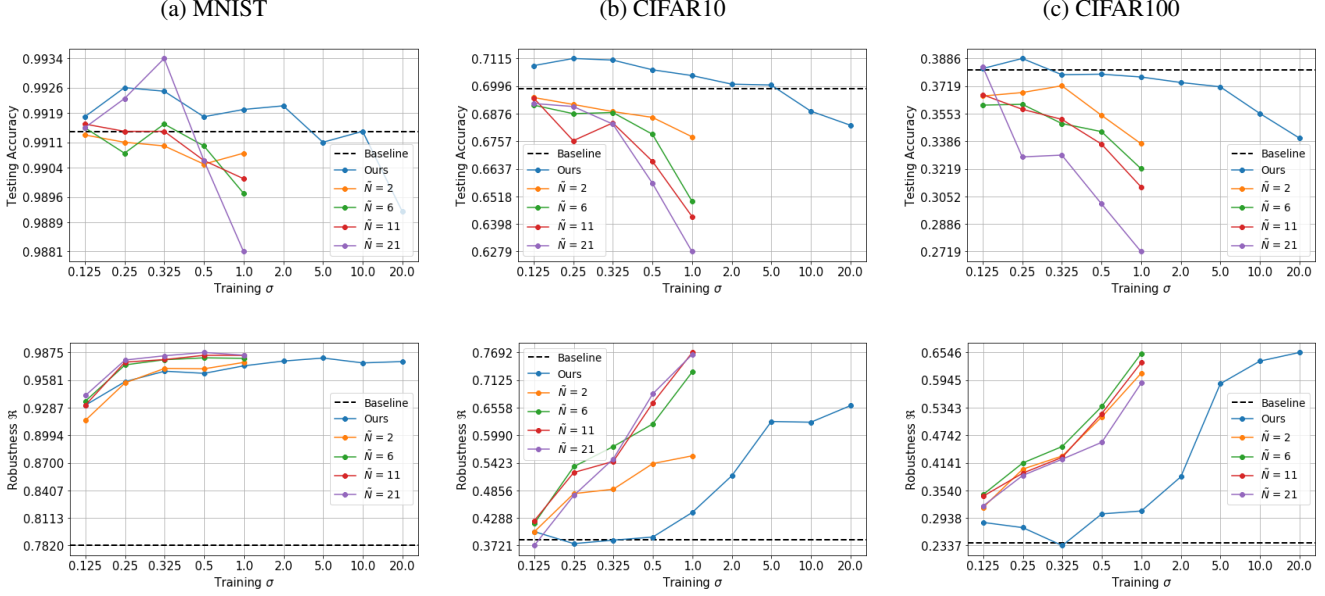 (a) MNIST
(b) CIFAR10
(c) CIFAR100
Testing Accuracy
0.9934
0.9926
0.9919
0.9911
0.9904
0.9896
0.9889
0.9881
Baseline
Ours
Ñ = 2
Ñ = 6
Ñ = 11
Ñ = 21
0.125 0.25 0.325 0.5 1.0 2.0 5.0 10.0 20.0
Training σ
Testing Accuracy
0.7115
0.6996
0.6876
0.6757
0.6637
0.6518
0.6398
0.6279
Baseline
Ours
Ñ = 2
Ñ = 6
Ñ = 11
Ñ = 21
0.125 0.25 0.325 0.5 1.0 2.0 5.0 10.0 20.0
Training σ
Testing Accuracy
0.3886
0.3719
0.3553
0.3386
0.3219
0.3052
0.2886
0.2719
Baseline
Ours
Ñ = 2
Ñ = 6
Ñ = 11
Ñ = 21
0.125 0.25 0.325 0.5 1.0 2.0 5.0 10.0 20.0
Training σ
Robustness ℜ
0.9875
0.9581
0.9287
0.8994
0.8700
0.8407
0.8113
0.7820
Baseline
Ours
Ñ = 2
Ñ = 6
Ñ = 11
Ñ = 21
0.125 0.25 0.325 0.5 1.0 2.0 5.0 10.0 20.0
Training σ
Robustness ℜ
0.7692
0.7125
0.6558
0.5990
0.5423
0.4856
0.4288
0.3721
Baseline
Ours
Ñ = 2
Ñ = 6
Ñ = 11
Ñ = 21
0.125 0.25 0.325 0.5 1.0 2.0 5.0 10.0 20.0
Training σ
Robustness ℜ
0.6546
0.5945
0.5343
0.4742
0.4141
0.3540
0.2938
0.2337
Baseline
Ours
Ñ = 2
Ñ = 6
Ñ = 11
Ñ = 21
0.125 0.25 0.325 0.5 1.0 2.0 5.0 10.0 20.0
Training σ